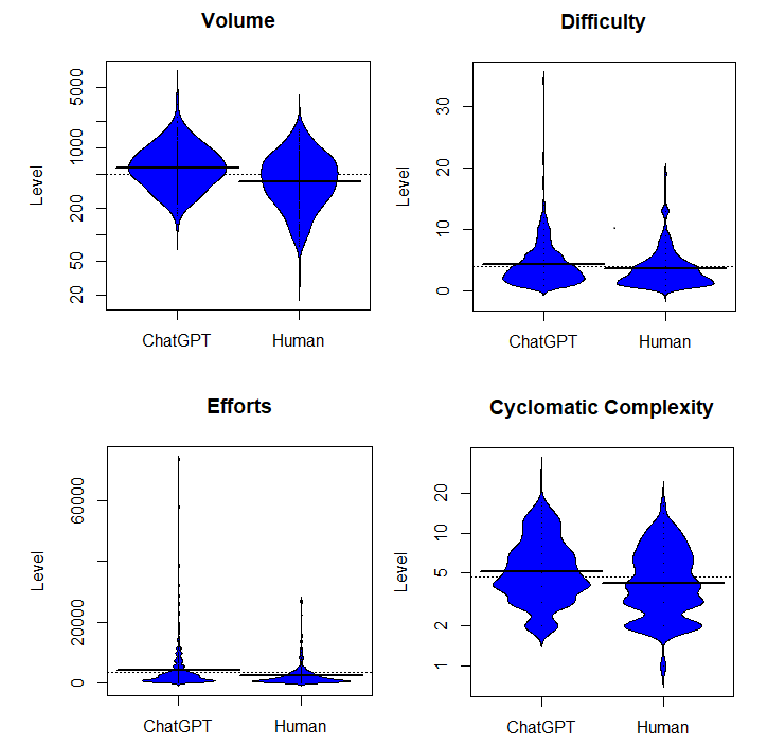 Volume
Level
5000
1000
200
50
20
ChatGPT
Human
Difficulty
30
20
10
0
ChatGPT
Human
Efforts
Level
60000
20000
0
ChatGPT
Human
Cyclomatic Complexity
Level
20
10
5
2
1
ChatGPT
Human